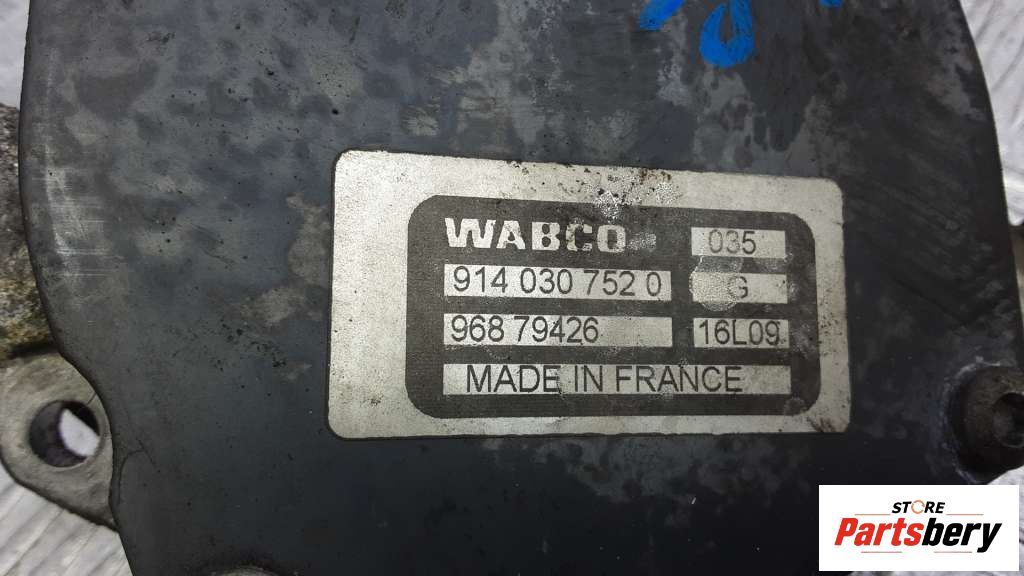 WABCO 035
914 030 752 0 G
968 79426 16L09
MADE IN FRANCE
STORE
Partsbery